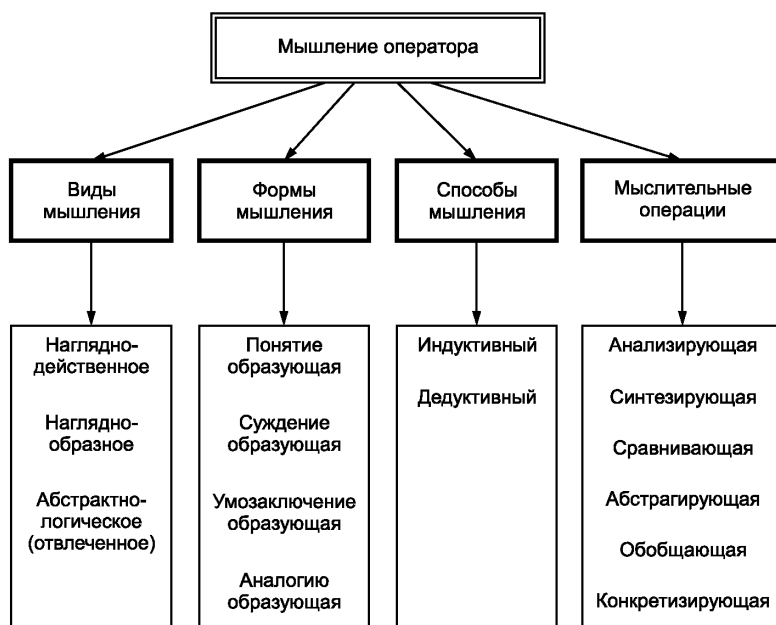 Мышление оператора
Виды
мышления
Формы
мышления
Способы
мышления
Мыслительные
операции
Наглядно-
действенное
Наглядно-
образное
Абстрактно-
логическое
(отвлеченное)
Понятие
образующая
Суждение
образующая
Умозаключение
образующая
Аналогию
образующая
Индуктивный
Дедуктивный
Анализирующая
Синтезирующая
Сравнивающая
Абстрагирующая
Обобщающая
Конкретизирующая